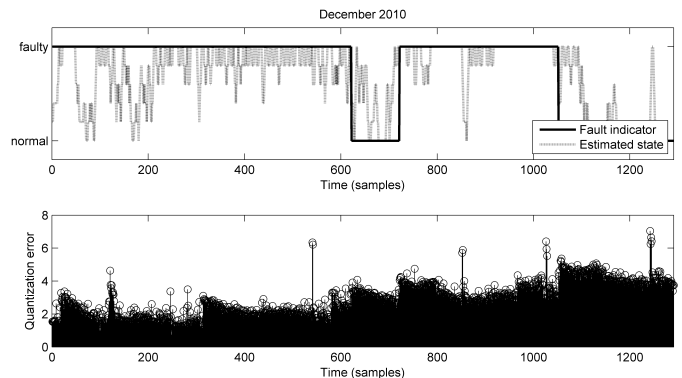 December 2010
faulty
normal
Fault indicator
Estimated state
0 200 400 600 800 1000 1200
Time (samples)
Quantization error
8
6
4
2
0
0 200 400 600 800 1000 1200
Time (samples)